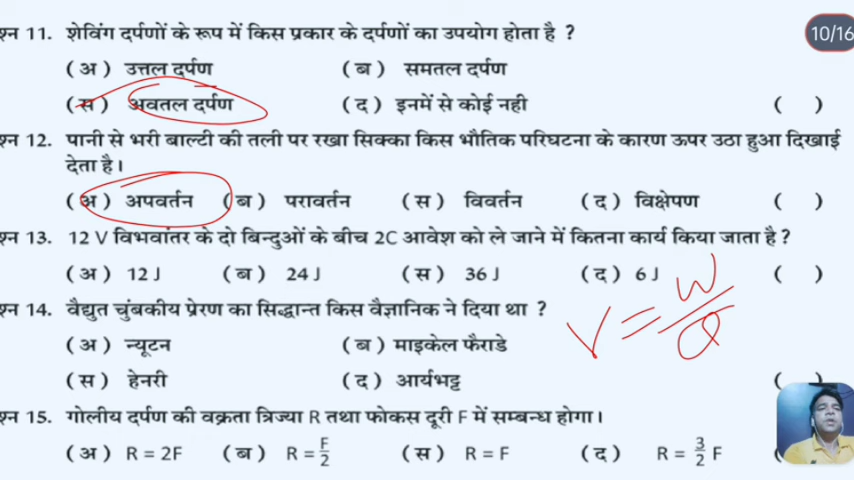 श्न 11. शेविंग दर्पणों के रूप में किस प्रकार के दर्पणों का उपयोग होता है ?
10/16
(अ) उत्तल दर्पण (ब) समतल दर्पण
(स) अवतल दर्पण (द) इनमें से कोई नही ( )
श्न 12. पानी से भरी बाल्टी की तली पर रखा सिक्का किस भौतिक परिघटना के कारण ऊपर उठा हुआ दिखाई
देता है।
(अ) अपवर्तन (ब) परावर्तन (स) विवर्तन (द) विक्षेपण ( )
श्न 13. 12 V विभवांतर के दो बिन्दुओं के बीच 2C आवेश को ले जाने में कितना कार्य किया जाता है ?
(अ) 12 J (ब) 24 J (स) 36 J (द) 6 J ( )
V = W/Q
श्न 14. वैद्युत चुंबकीय प्रेरण का सिद्धान्त किस वैज्ञानिक ने दिया था ?
(अ) न्यूटन (ब) माइकेल फैराडे
(स) हेनरी (द) आर्यभट्ट ( )
श्न 15. गोलीय दर्पण की वक्रता त्रिज्या R तथा फोकस दूरी F में सम्बन्ध होगा।
(अ) R = 2F (ब) R = F/2 (स) R = F (द) R = 3/2 F (